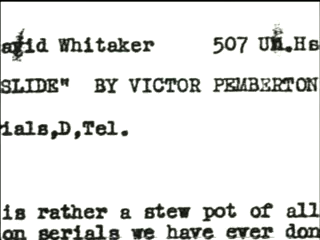 avid Whitaker 507 Un.Hs
SLIDE" BY VICTOR PEMBERTON
ials,D,Tel.
is rather a stew pot of all
on serials we have ever don